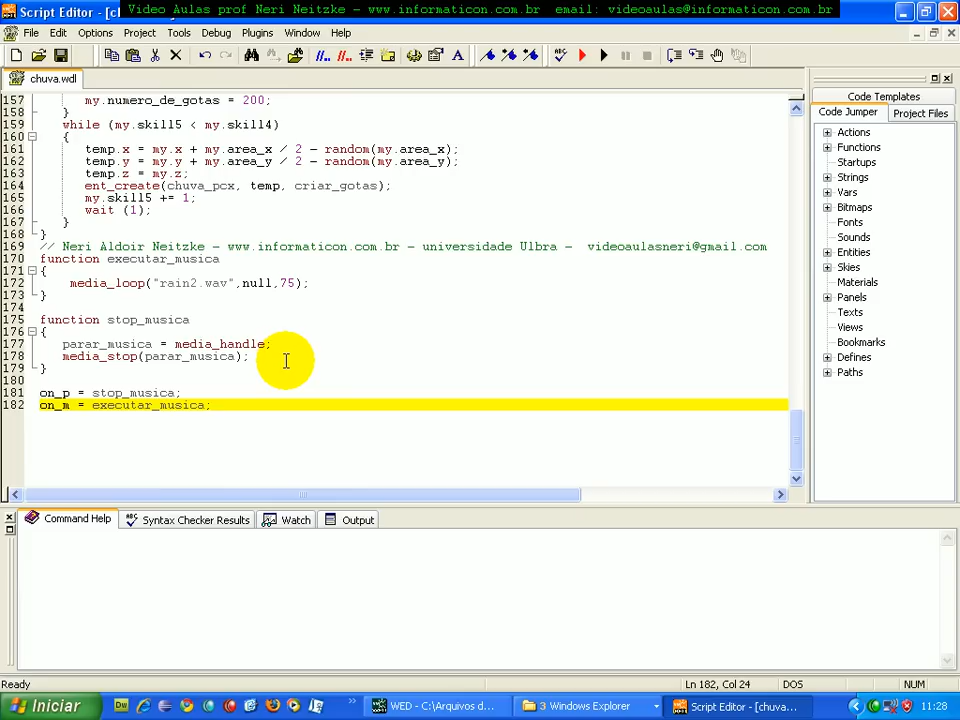 Script Editor - [ch
Video Aulas prof Neri Neitzke - www.informaticon.com.br email: videoaulas@informaticon.com.br
File Edit Options Project Tools Debug Plugins Window Help
chuva.wdl
157 my.numero_de_gotas = 200;
158 }
159 while (my.skill5 < my.skill4)
160 {
161 temp.x = my.x + my.area_x / 2 - random(my.area_x);
162 temp.y = my.y + my.area_y / 2 - random(my.area_y);
163 temp.z = my.z;
164 ent_create(chuva_pcx, temp, criar_gotas);
165 my.skill5 += 1;
166 wait (1);
167 }
168 }
169 // Neri Aldoir Neitzke - www.informaticon.com.br - universidade Ulbra - videoaulasneri@gmail.com
170 function executar_musica
171 {
172 media_loop("rain2.wav",null,75);
173 }
174
175 function stop_musica
176 {
177 parar_musica = media_handle;
178 media_stop(parar_musica);
179 }
180
181 on_p = stop_musica;
182 on_m = executar_musica;
Code Templates
Code Jumper Project Files
Actions
Functions
Startups
Strings
Vars
Bitmaps
Fonts
Sounds
Entities
Skies
Materials
Panels
Texts
Views
Bookmarks
Defines
Paths
Command Help Syntax Checker Results Watch Output
Ready Ln 182, Col 24 DOS NUM
Iniciar WED - C:\Arquivos d... 3 Windows Explorer Script Editor - [chuva... 11:28